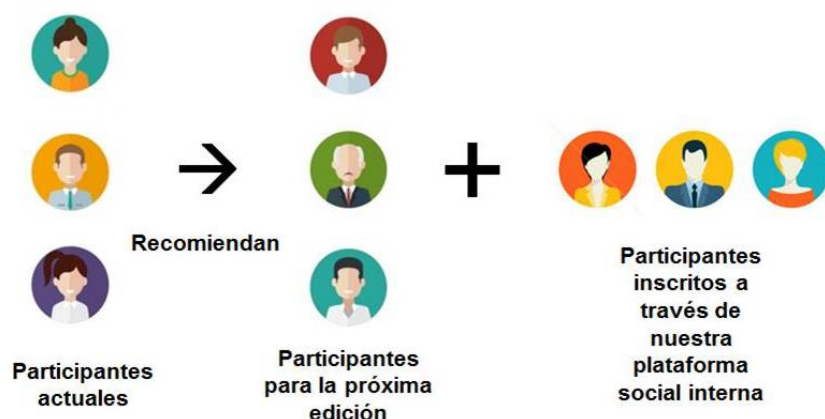 Recomiendan
Participantes
actuales
Participantes
para la próxima
edición
Participantes
inscritos a
través de
nuestra
plataforma
social interna